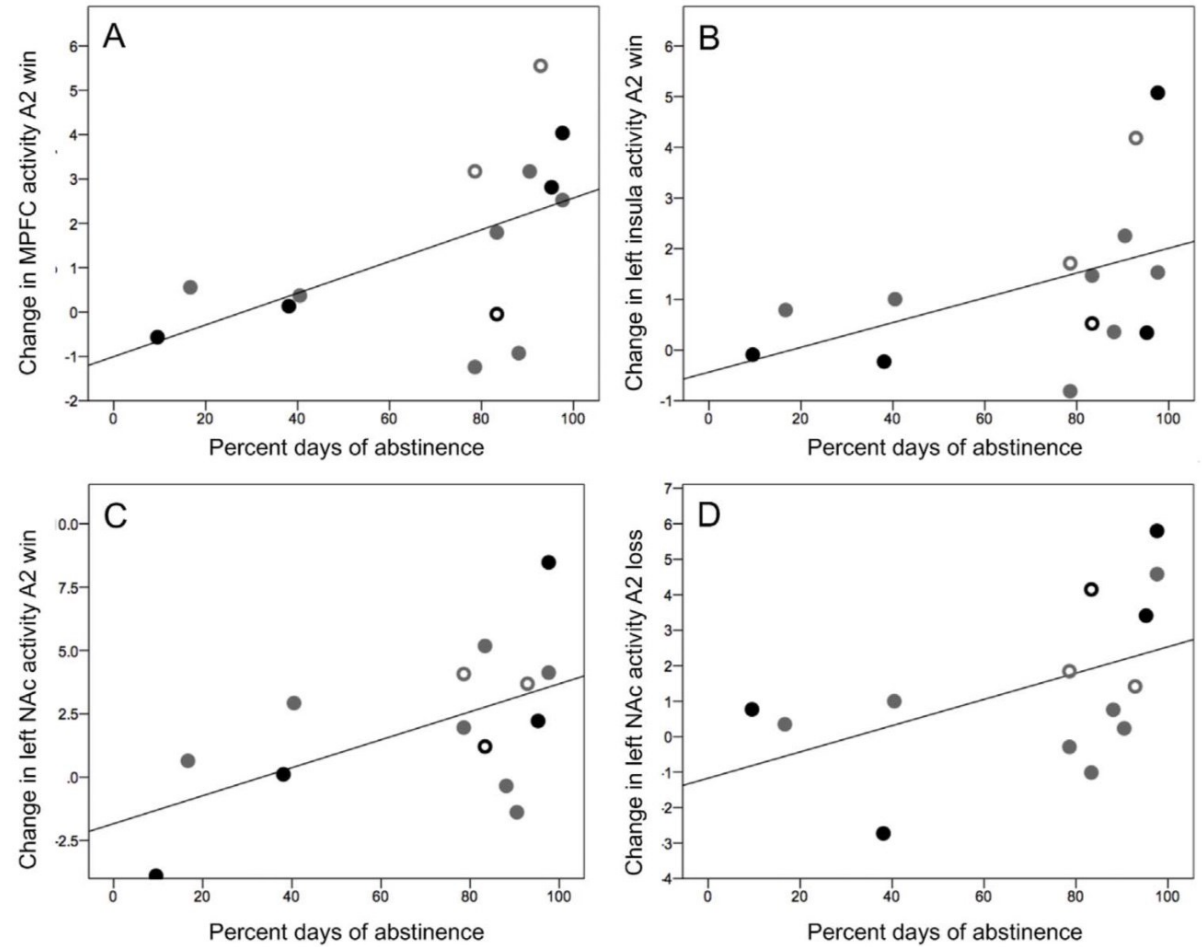 A
Change in MPFC activity A2 win
6
5
4
3
2
1
0
-1
-2
0 20 40 60 80 100
Percent days of abstinence
B
Change in left insula activity A2 win
6
5
4
3
2
1
0
-1
0 20 40 60 80 100
Percent days of abstinence
C
Change in left NAc activity A2 win
0.0
7.5
5.0
2.5
.0
-2.5
0 20 40 60 80 100
Percent days of abstinence
D
Change in left NAc activity A2 loss
7
6
5
4
3
2
1
0
-1
-2
-3
-4
0 20 40 60 80 100
Percent days of abstinence